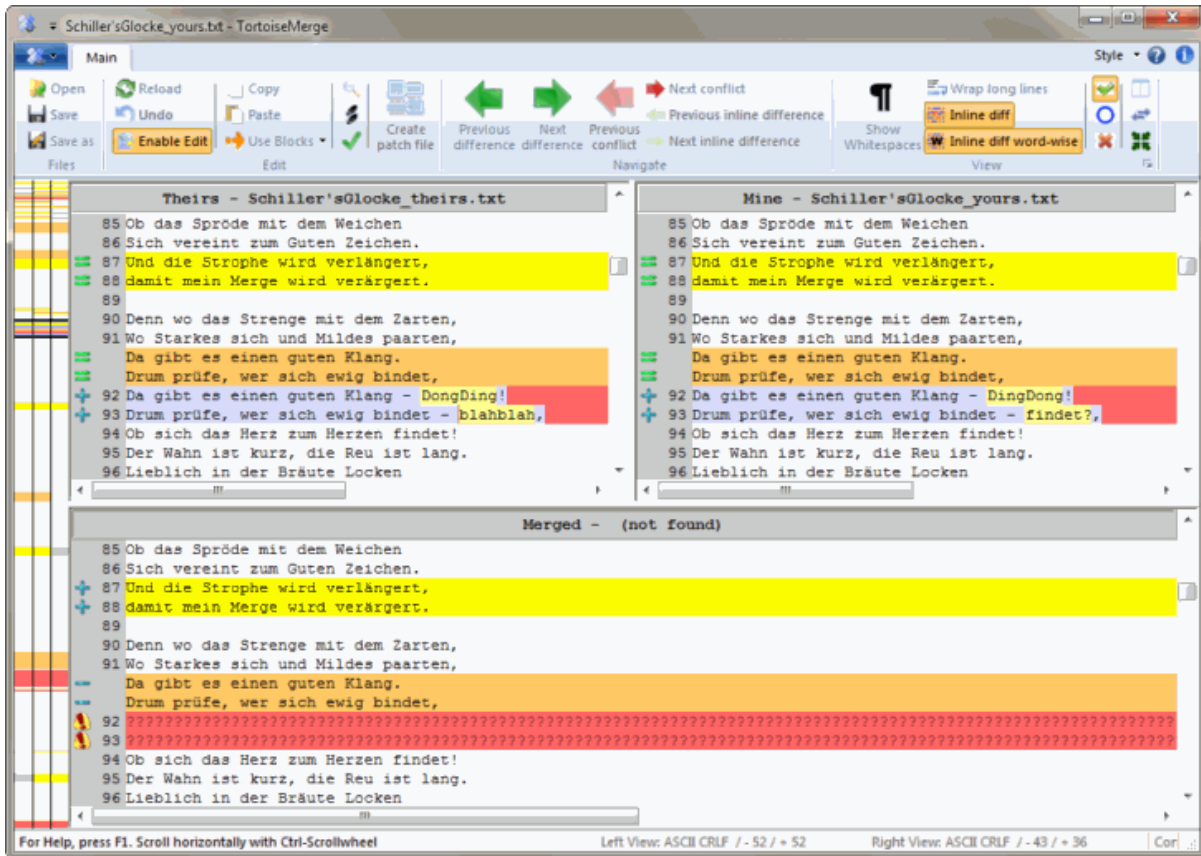 Schiller'sGlocke_yours.txt - TortoiseMerge
Main
Style
Open
Save
Save as
Files
Reload
Undo
Enable Edit
Copy
Paste
Use Blocks
Edit
Create patch file
Previous difference
Next difference
Previous conflict
Next conflict
Previous inline difference
Next inline difference
Navigate
Show Whitespaces
Wrap long lines
Inline diff
Inline diff word-wise
View
Theirs - Schiller'sGlocke_theirs.txt
85 Ob das Spröde mit dem Weichen
86 Sich vereint zum Guten Zeichen.
87 Und die Strophe wird verlängert,
88 damit mein Merge wird verärgert.
89
90 Denn wo das Strenge mit dem Zarten,
91 Wo Starkes sich und Mildes paarten,
Da gibt es einen guten Klang.
Drum prüfe, wer sich ewig bindet,
92 Da gibt es einen guten Klang - DongDing!
93 Drum prüfe, wer sich ewig bindet - blahblah,
94 Ob sich das Herz zum Herzen findet!
95 Der Wahn ist kurz, die Reu ist lang.
96 Lieblich in der Bräute Locken
Mine - Schiller'sGlocke_yours.txt
85 Ob das Spröde mit dem Weichen
86 Sich vereint zum Guten Zeichen.
87 Und die Strophe wird verlängert,
88 damit mein Merge wird verärgert.
89
90 Denn wo das Strenge mit dem Zarten,
91 Wo Starkes sich und Mildes paarten,
Da gibt es einen guten Klang.
Drum prüfe, wer sich ewig bindet,
92 Da gibt es einen guten Klang - DingDong!
93 Drum prüfe, wer sich ewig bindet - findet?,
94 Ob sich das Herz zum Herzen findet!
95 Der Wahn ist kurz, die Reu ist lang.
96 Lieblich in der Bräute Locken
Merged - (not found)
85 Ob das Spröde mit dem Weichen
86 Sich vereint zum Guten Zeichen.
87 Und die Strophe wird verlängert,
88 damit mein Merge wird verärgert.
89
90 Denn wo das Strenge mit dem Zarten,
91 Wo Starkes sich und Mildes paarten,
Da gibt es einen guten Klang.
Drum prüfe, wer sich ewig bindet,
92 ??????????????????????????????????????????????????????????????????????????????????????????????????????????????
93 ??????????????????????????????????????????????????????????????????????????????????????????????????????????????
94 Ob sich das Herz zum Herzen findet!
95 Der Wahn ist kurz, die Reu ist lang.
96 Lieblich in der Bräute Locken
For Help, press F1. Scroll horizontally with Ctrl-Scrollwheel
Left View: ASCII CRLF / - 52 / + 52
Right View: ASCII CRLF / - 43 / + 36